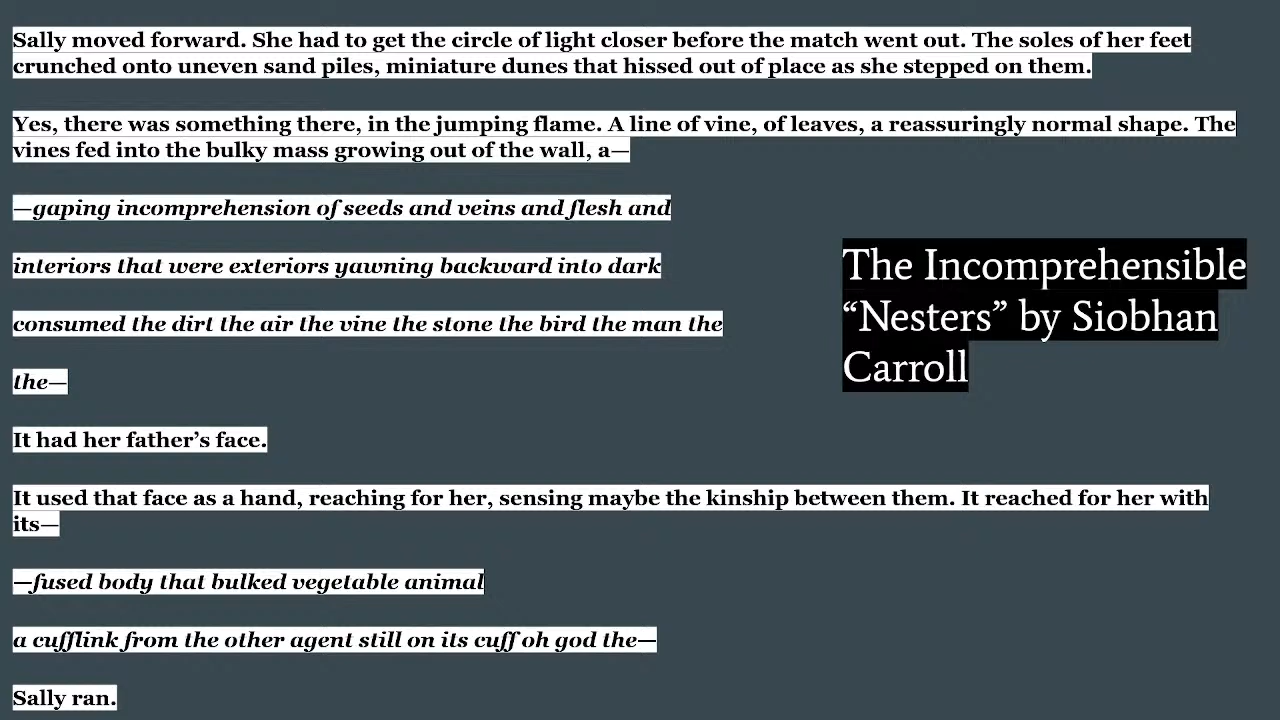 Sally moved forward. She had to get the circle of light closer before the match went out. The soles of her feet
crunched onto uneven sand piles, miniature dunes that hissed out of place as she stepped on them.
Yes, there was something there, in the jumping flame. A line of vine, of leaves, a reassuringly normal shape. The
vines fed into the bulky mass growing out of the wall, a—
—gaping incomprehension of seeds and veins and flesh and
interiors that were exteriors yawning backward into dark
consumed the dirt the air the vine the stone the bird the man the
the—
It had her father’s face.
It used that face as a hand, reaching for her, sensing maybe the kinship between them. It reached for her with
its—
—fused body that bulked vegetable animal
a cufflink from the other agent still on its cuff oh god the—
Sally ran.
The Incomprehensible
“Nesters” by Siobhan
Carroll